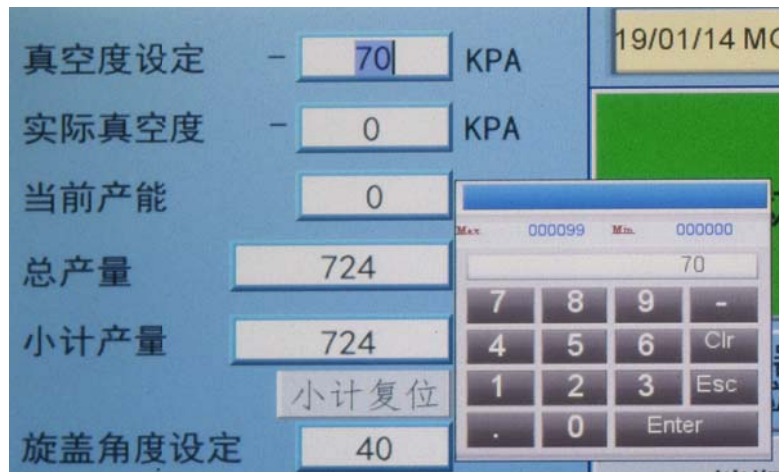 真空度设定 - 70 KPA
19/01/14 MO
实际真空度 - 0 KPA
当前产能 0
总产量 724
小计产量 724
小计复位
旋盖角度设定 40
Max. 000099 Min. 000000
70
7 8 9 -
4 5 6 Clr
1 2 3 Esc
. 0 Enter